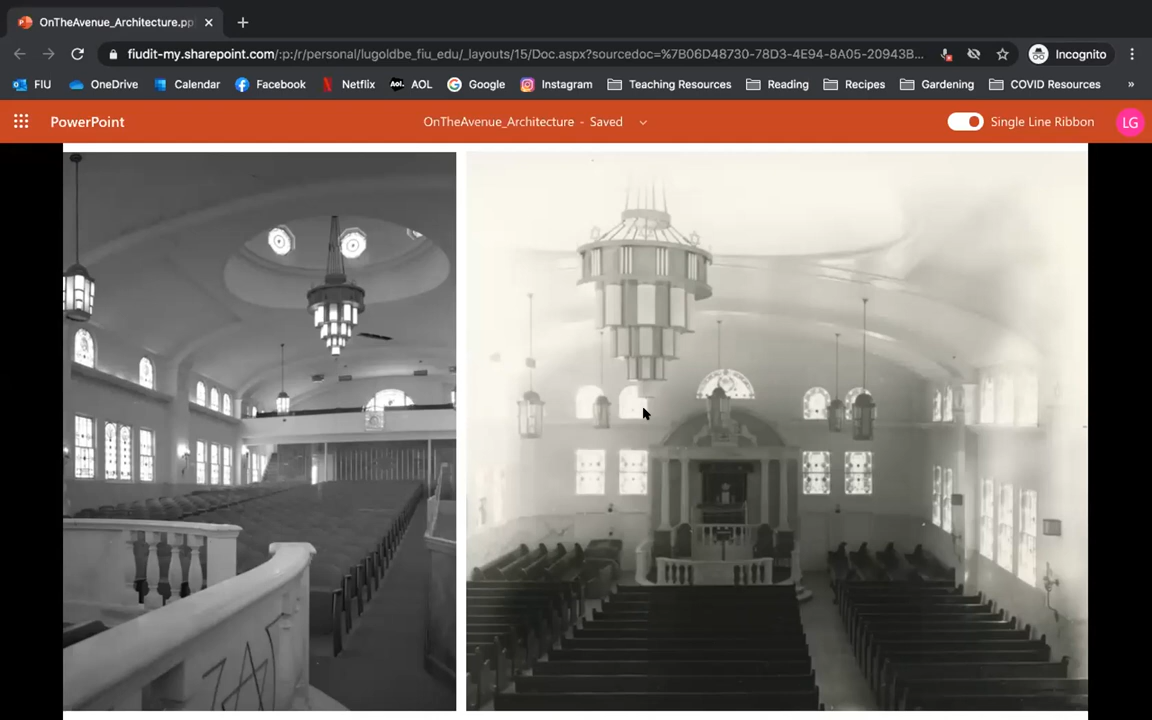 OnTheAvenue_Architecture.pp
fiudit-my.sharepoint.com/:p:/r/personal/lugoldbe_fiu_edu/_layouts/15/Doc.aspx?sourcedoc=%7B06D48730-78D3-4E94-8A05-20943B...
Incognito
FIU OneDrive Calendar Facebook Netflix Aol. AOL Google Instagram Teaching Resources Reading Recipes Gardening COVID Resources »
PowerPoint OnTheAvenue_Architecture - Saved Single Line Ribbon LG